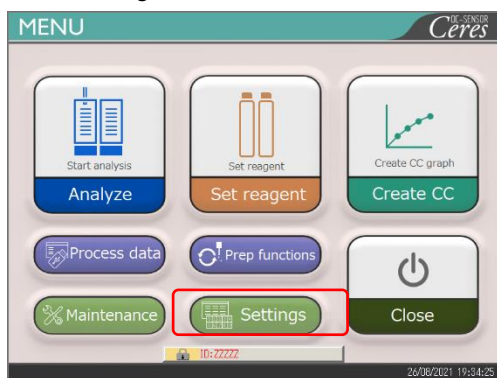 MENU
OC-SENSOR
Ceres
Start analysis
Analyze
Set reagent
Set reagent
Create CC graph
Create CC
Process data
Prep functions
Maintenance
Settings
Close
ID:ZZZZZ
26/08/2021 19:34:25